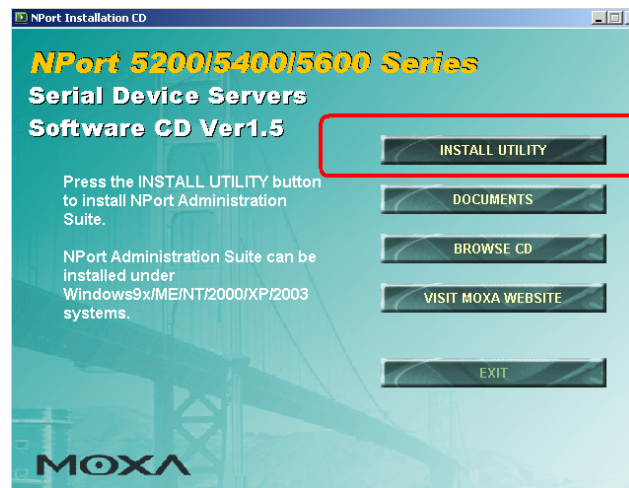 NPort Installation CD
NPort 5200/5400/5600 Series
Serial Device Servers
Software CD Ver1.5
INSTALL UTILITY
Press the INSTALL UTILITY button
to install NPort Administration
Suite.
DOCUMENTS
BROWSE CD
NPort Administration Suite can be
installed under
Windows9x/ME/NT/2000/XP/2003
systems.
VISIT MOXA WEBSITE
EXIT
MOXA